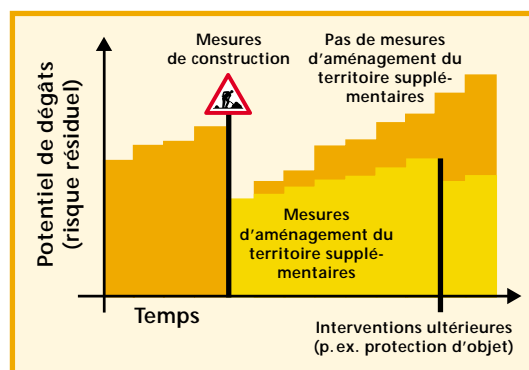 Mesures
de construction
Pas de mesures
d'aménagement du
territoire supplé-
mentaires
Potentiel de dégâts
(risque résiduel)
Mesures
d'aménagement du
territoire supplé-
mentaires
Temps
Interventions ultérieures
(p. ex. protection d'objet)